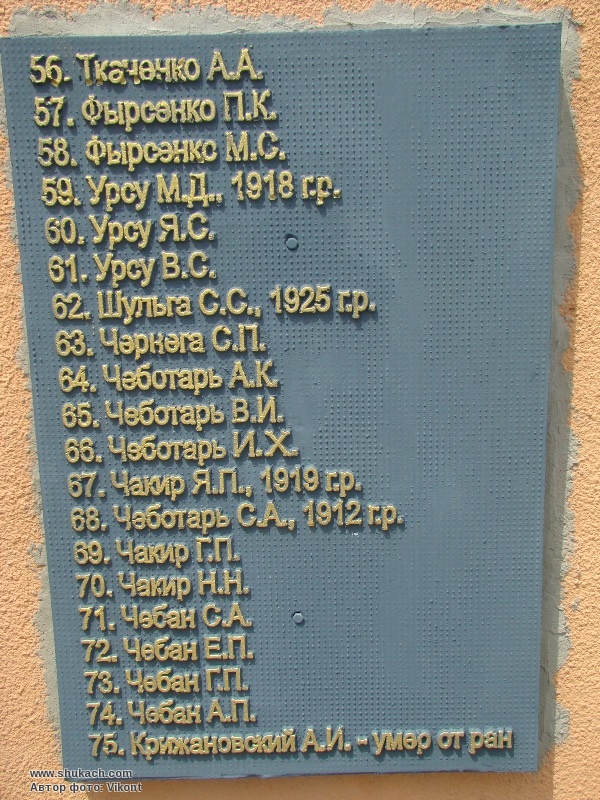 56. Ткаченко А.А.
57. Фырсенко П.К.
58. Фырсенко М.С.
59. Урсу М.Д., 1918 г.р.
60. Урсу Я.С.
61. Урсу В.С.
62. Шульга С.С., 1925 г.р.
63. Чернега С.П.
64. Чеботарь А.К.
65. Чеботарь В.И.
66. Чеботарь И.Х.
67. Чакир Я.П., 1919 г.р.
68. Чеботарь С.А., 1912 г.р.
69. Чакир Г.П.
70. Чакир Н.Н.
71. Чебан С.А.
72. Чебан Е.П.
73. Чебан Г.П.
74. Чебан А.П.
75. Крижановский А.И. - умер от ран
www.shukach.com
Автор фото: Vikont